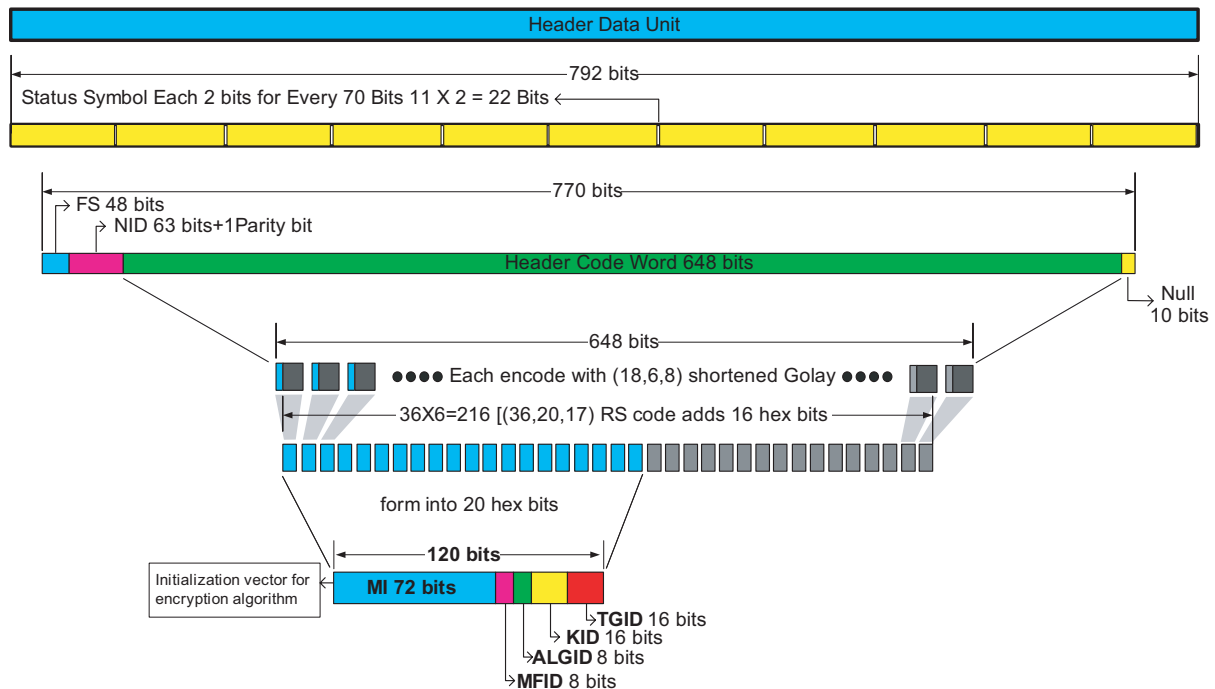 Header Data Unit
792 bits
Status Symbol Each 2 bits for Every 70 Bits 11 X 2 = 22 Bits
770 bits
FS 48 bits
NID 63 bits+1Parity bit
Header Code Word 648 bits
Null
10 bits
648 bits
Each encode with (18,6,8) shortened Golay
36X6=216 [(36,20,17) RS code adds 16 hex bits
form into 20 hex bits
120 bits
Initialization vector for
encryption algorithm
MI 72 bits
TGID 16 bits
KID 16 bits
ALGID 8 bits
MFID 8 bits